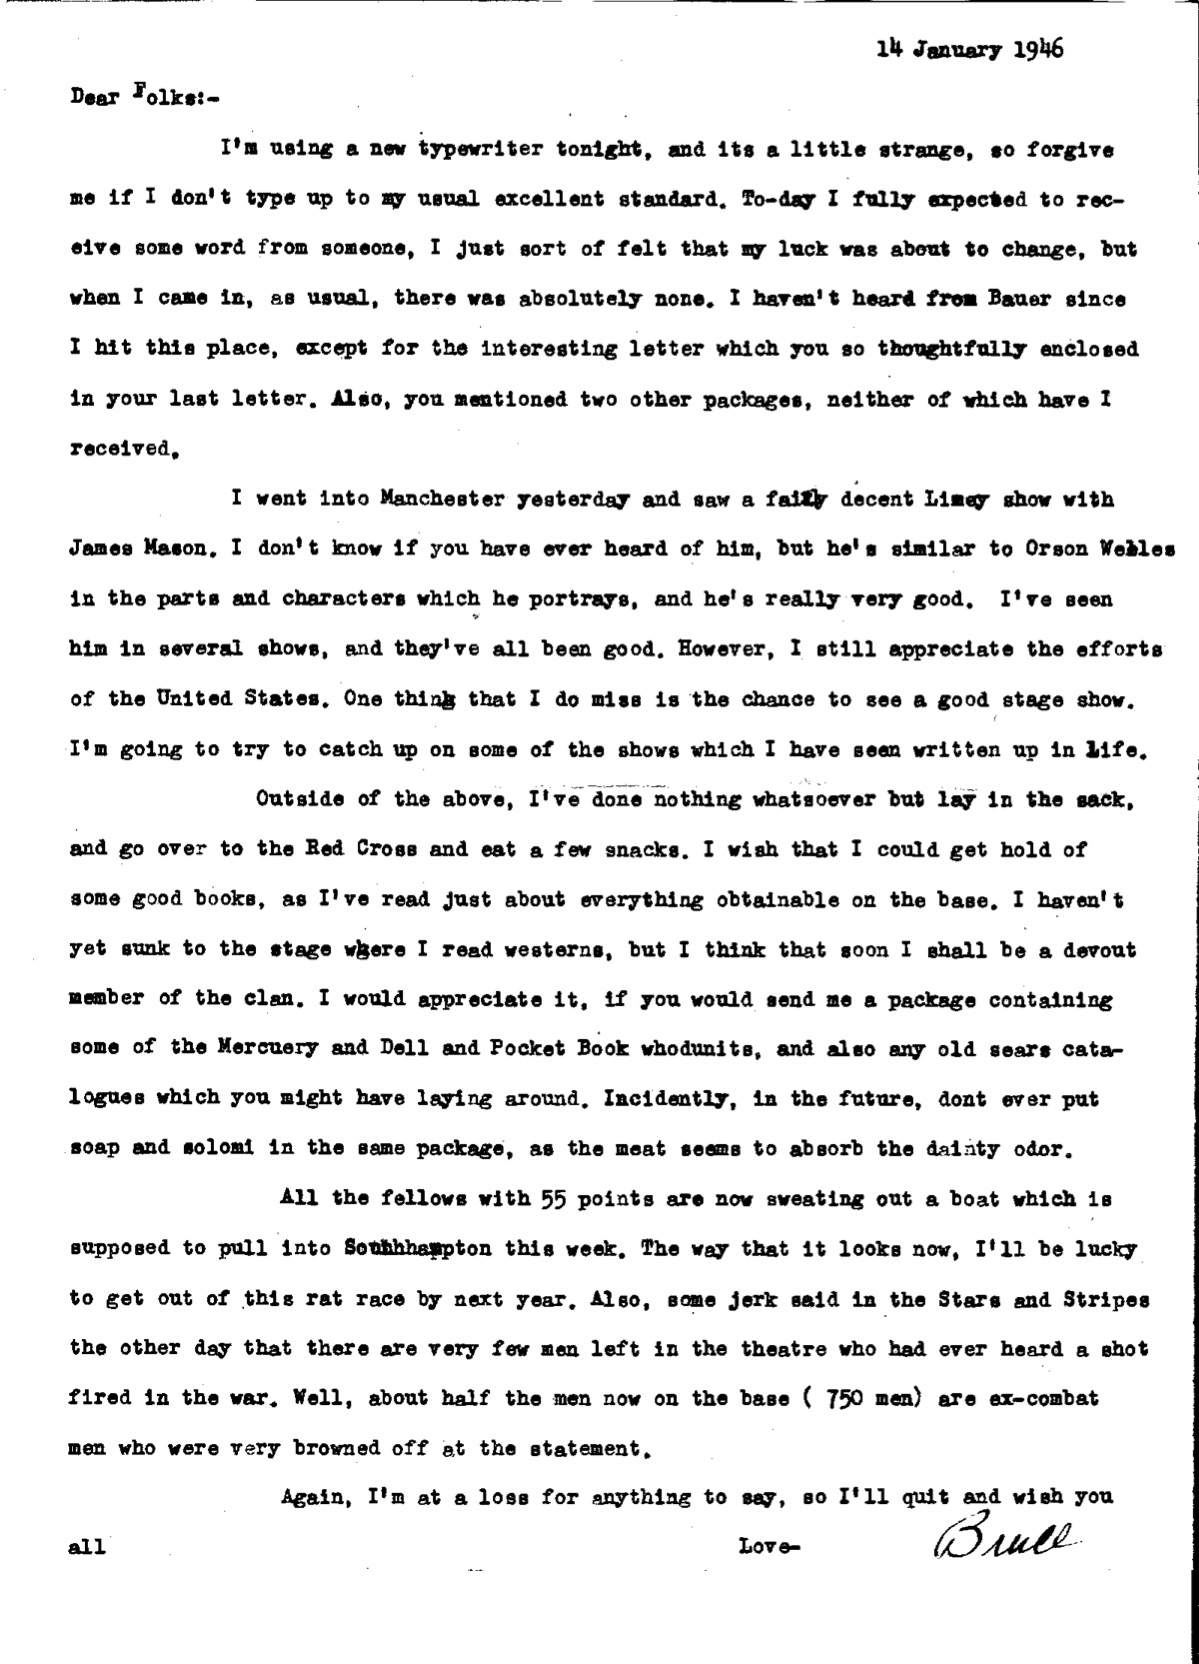 14 January 1946
Dear Folks:-
I'm using a new typewriter tonight, and its a little strange, so forgive
me if I don't type up to my usual excellent standard. To-day I fully expected to rec-
eive some word from someone, I just sort of felt that my luck was about to change, but
when I came in, as usual, there was absolutely none. I haven't heard from Bauer since
I hit this place, except for the interesting letter which you so thoughtfully enclosed
in your last letter. Also, you mentioned two other packages, neither of which have I
received.
I went into Manchester yesterday and saw a faitly decent Limey show with
James Mason. I don't know if you have ever heard of him, but he's similar to Orson Welles
in the parts and characters which he portrays, and he's really very good. I've seen
him in several shows, and they've all been good. However, I still appreciate the efforts
of the United States. One thing that I do miss is the chance to see a good stage show.
I'm going to try to catch up on some of the shows which I have seen written up in Life.
Outside of the above, I've done nothing whatsoever but lay in the sack,
and go over to the Red Cross and eat a few snacks. I wish that I could get hold of
some good books, as I've read just about everything obtainable on the base. I haven't
yet sunk to the stage where I read westerns, but I think that soon I shall be a devout
member of the clan. I would appreciate it, if you would send me a package containing
some of the Mercuery and Dell and Pocket Book whodunits, and also any old sears cata-
logues which you might have laying around. Incidently, in the future, dont ever put
soap and solomi in the same package, as the meat seems to absorb the dainty odor.
All the fellows with 55 points are now sweating out a boat which is
supposed to pull into Southhampton this week. The way that it looks now, I'll be lucky
to get out of this rat race by next year. Also, some jerk said in the Stars and Stripes
the other day that there are very few men left in the theatre who had ever heard a shot
fired in the war. Well, about half the men now on the base ( 750 men) are ex-combat
men who were very browned off at the statement.
Again, I'm at a loss for anything to say, so I'll quit and wish you
all Love- Bruce